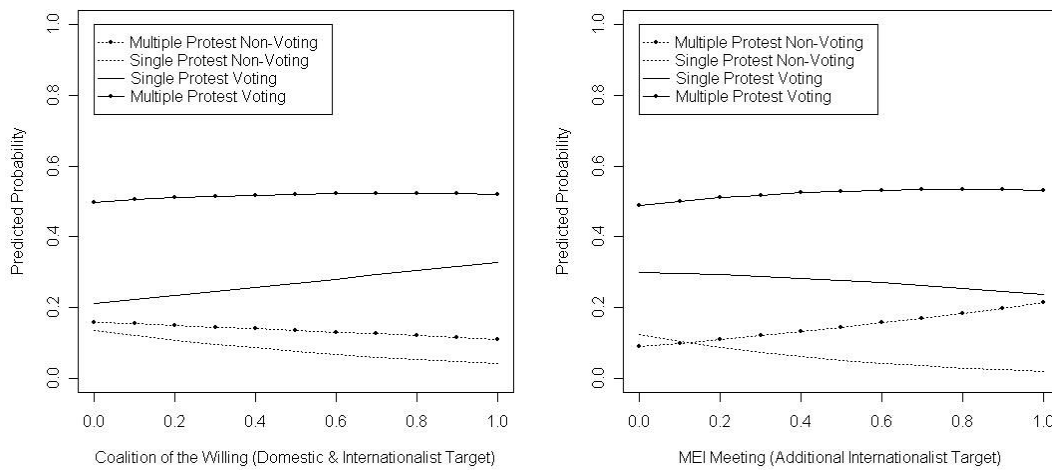 Predicted Probability
1.0
0.8
0.6
0.4
0.2
0.0
Multiple Protest Non-Voting
Single Protest Non-Voting
Single Protest Voting
Multiple Protest Voting
0.0 0.2 0.4 0.6 0.8 1.0
Coalition of the Willing (Domestic & Internationalist Target)
Predicted Probability
1.0
0.8
0.6
0.4
0.2
0.0
Multiple Protest Non-Voting
Single Protest Non-Voting
Single Protest Voting
Multiple Protest Voting
0.0 0.2 0.4 0.6 0.8 1.0
MEI Meeting (Additional Internationalist Target)